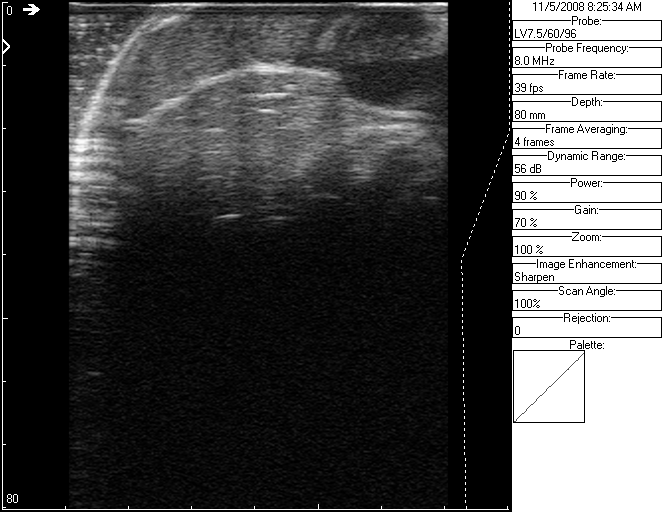 0
80
11/5/2008 8:25:34 AM
Probe:
LV7.5/60/96
Probe Frequency:
8.0 MHz
Frame Rate:
39 fps
Depth:
80 mm
Frame Averaging:
4 frames
Dynamic Range:
56 dB
Power:
90 %
Gain:
70 %
Zoom:
100 %
Image Enhancement:
Sharpen
Scan Angle:
100%
Rejection:
0
Palette: